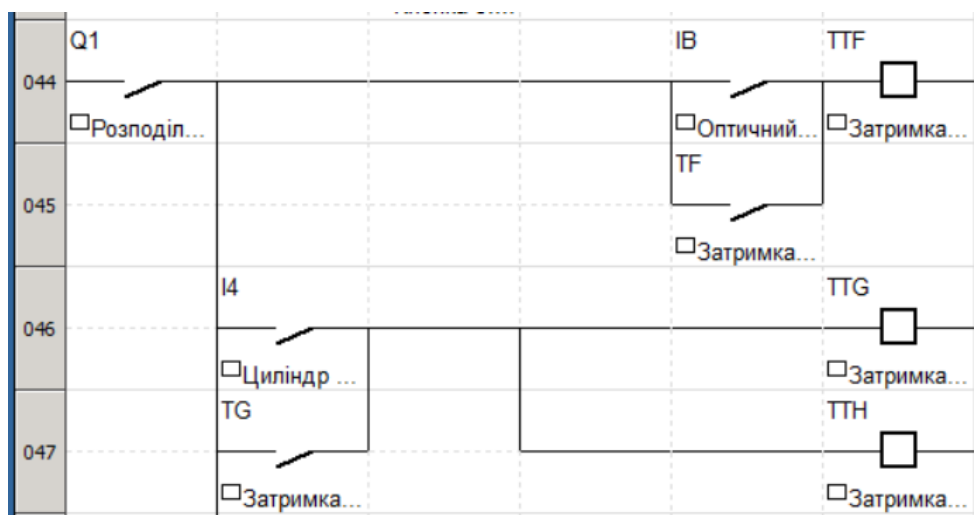 Q1 IB TTF
044
Розподіл... Оптичний... Затримка...
TF
045
Затримка...
I4 TTG
046
Циліндр ... Затримка...
TG TTH
047
Затримка... Затримка...